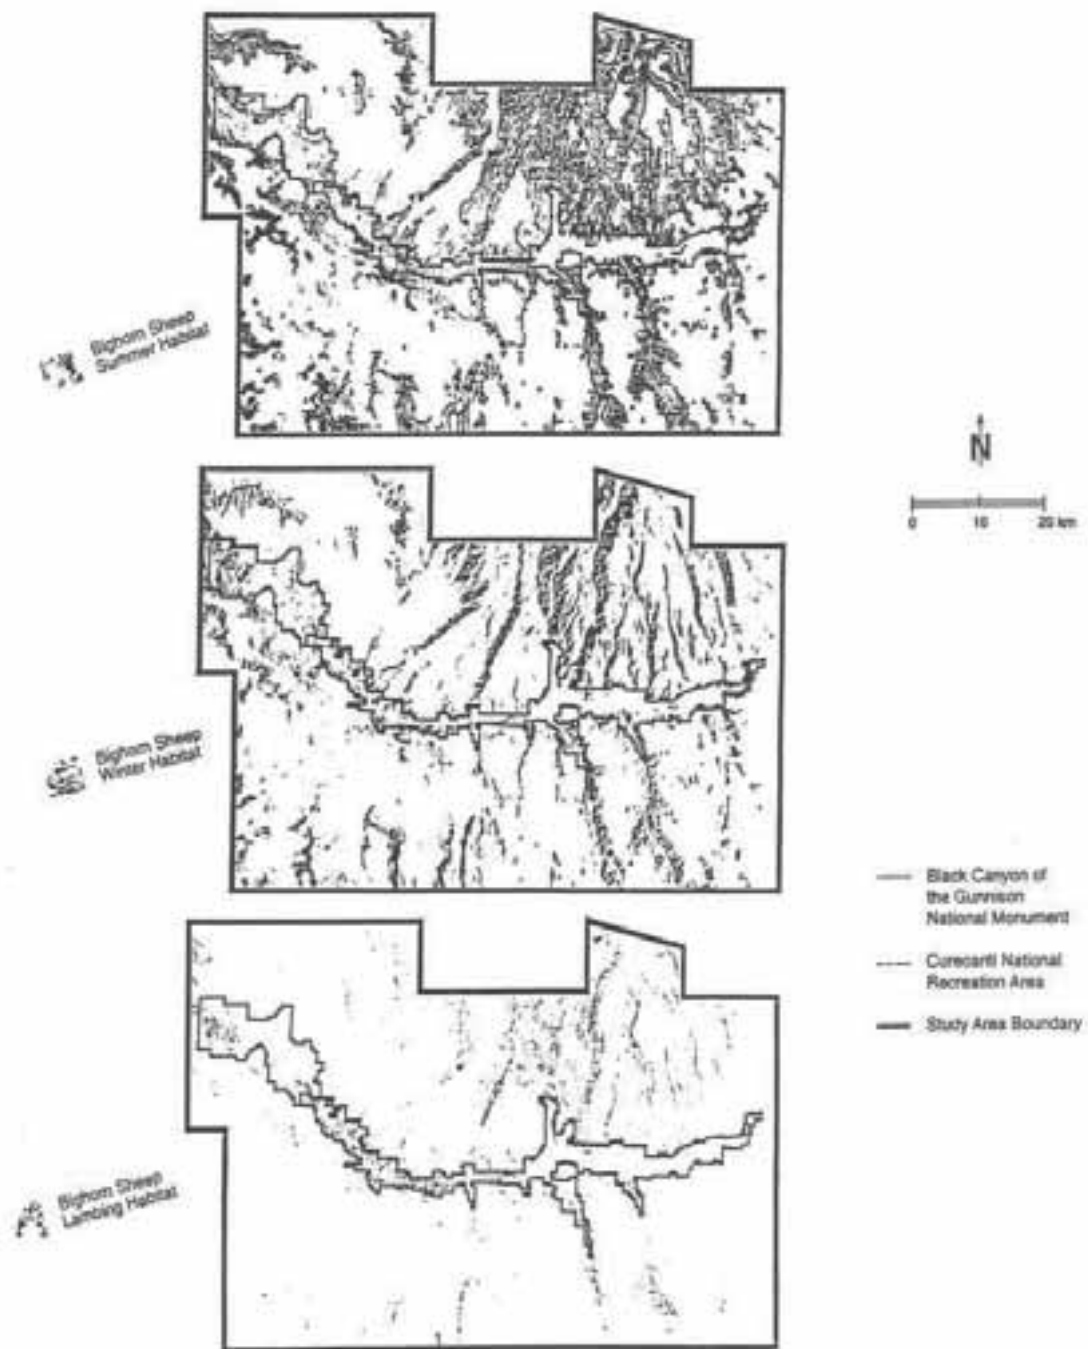 Bighorn Sheep
Summer Habitat
N
0 10 20 km
Bighorn Sheep
Winter Habitat
Black Canyon of
the Gunnison
National Monument
Curecanti National
Recreation Area
Study Area Boundary
Bighorn Sheep
Lambing Habitat